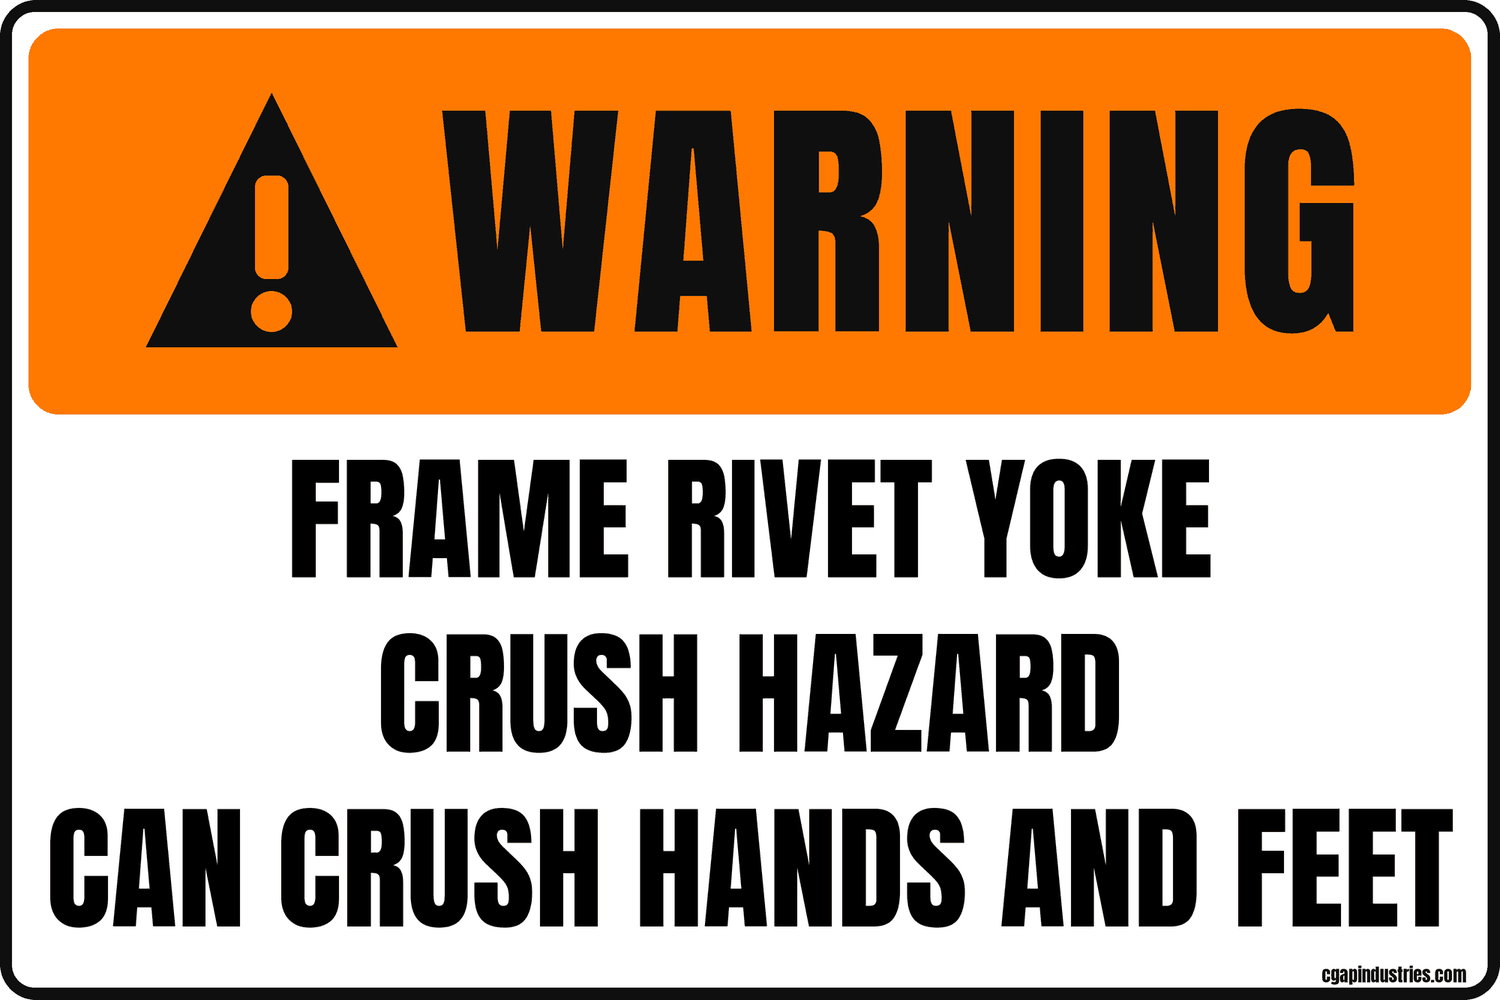 WARNING
FRAME RIVET YOKE
CRUSH HAZARD
CAN CRUSH HANDS AND FEET
cgapindustries.com